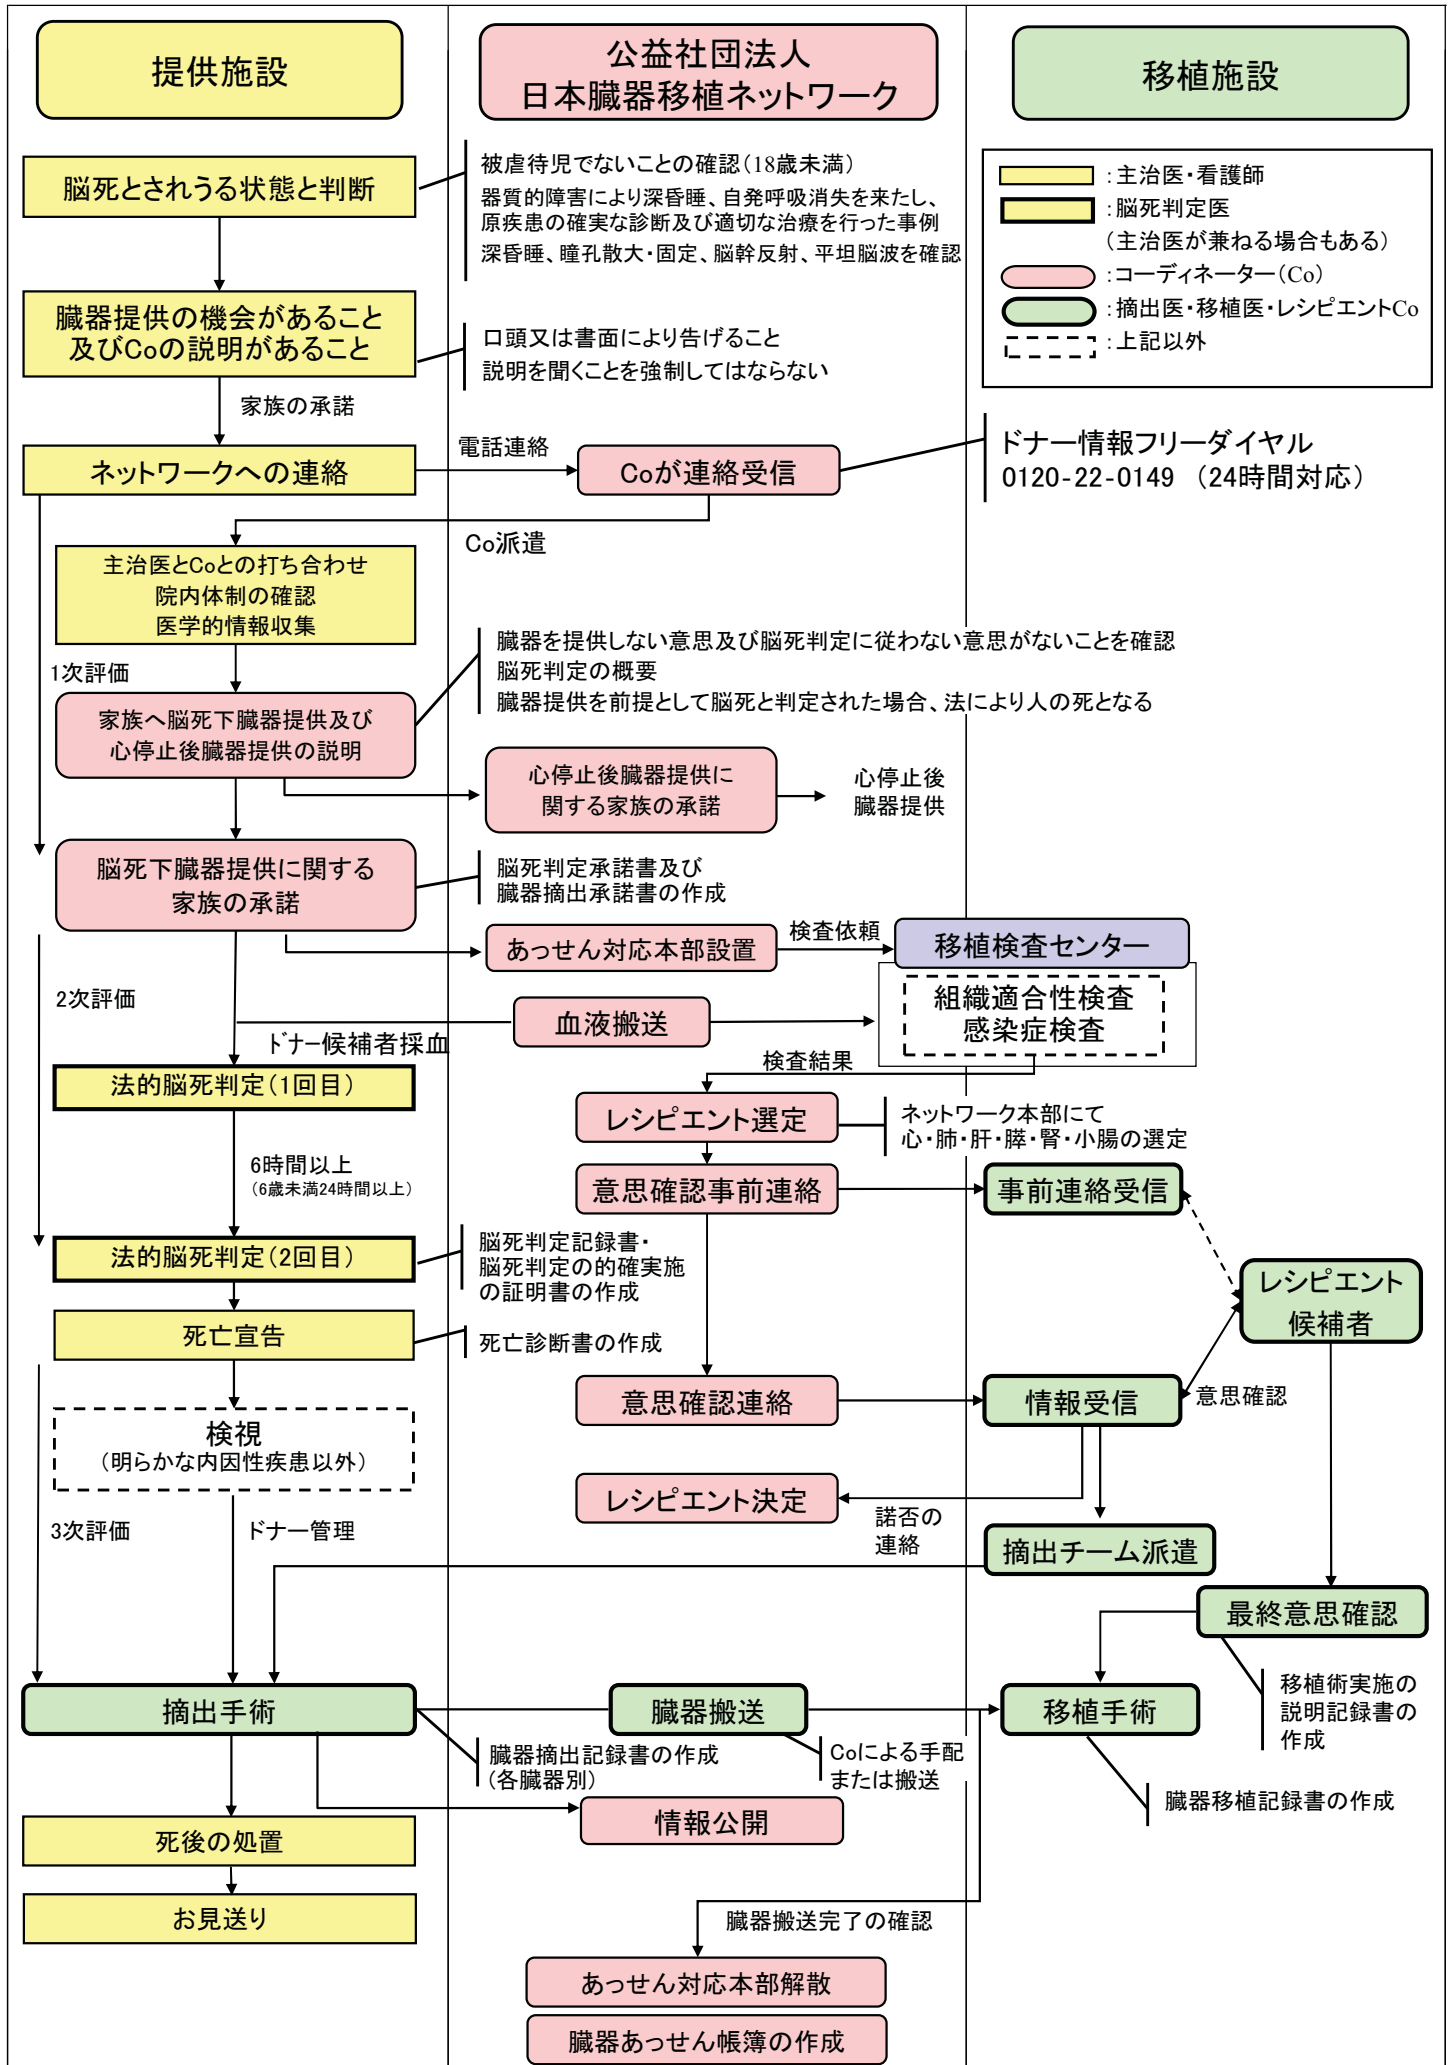 提供施設
公益社団法人
日本臓器移植ネットワーク
移植施設
脳死とされうる状態と判断
被虐待児でないことの確認（18歳未満）
器質的障害により深昏睡、自発呼吸消失を来たし、
原疾患の確実な診断及び適切な治療を行った事例
深昏睡、瞳孔散大・固定、脳幹反射、平坦脳波を確認
：主治医・看護師
：脳死判定医
（主治医が兼ねる場合もある）
：コーディネーター（Co）
：摘出医・移植医・レシピエントCo
：上記以外
臓器提供の機会があること
及びCoの説明があること
口頭又は書面により告げること
説明を聞くことを強制してはならない
家族の承諾
ネットワークへの連絡
電話連絡
Coが連絡受信
ドナー情報フリーダイヤル
0120-22-0149　（24時間対応）
Co派遣
主治医とCoとの打ち合わせ
院内体制の確認
医学的情報収集
1次評価
臓器を提供しない意思及び脳死判定に従わない意思がないことを確認
脳死判定の概要
臓器提供を前提として脳死と判定された場合、法により人の死となる
家族へ脳死下臓器提供及び
心停止後臓器提供の説明
心停止後臓器提供に
関する家族の承諾
心停止後
臓器提供
脳死下臓器提供に関する
家族の承諾
脳死判定承諾書及び
臓器摘出承諾書の作成
あっせん対応本部設置
検査依頼
移植検査センター
組織適合性検査
感染症検査
2次評価
血液搬送
ドナー候補者採血
検査結果
法的脳死判定（1回目）
レシピエント選定
ネットワーク本部にて
心・肺・肝・膵・腎・小腸の選定
6時間以上
（6歳未満24時間以上）
意思確認事前連絡
事前連絡受信
法的脳死判定（2回目）
脳死判定記録書・
脳死判定の的確実施
の証明書の作成
レシピエント
候補者
死亡宣告
死亡診断書の作成
意思確認連絡
情報受信
意思確認
検視
（明らかな内因性疾患以外）
レシピエント決定
諾否の
連絡
3次評価
ドナー管理
摘出チーム派遣
最終意思確認
移植術実施の
説明記録書の
作成
摘出手術
臓器搬送
移植手術
臓器摘出記録書の作成
（各臓器別）
Coによる手配
または搬送
臓器移植記録書の作成
情報公開
死後の処置
お見送り
臓器搬送完了の確認
あっせん対応本部解散
臓器あっせん帳簿の作成